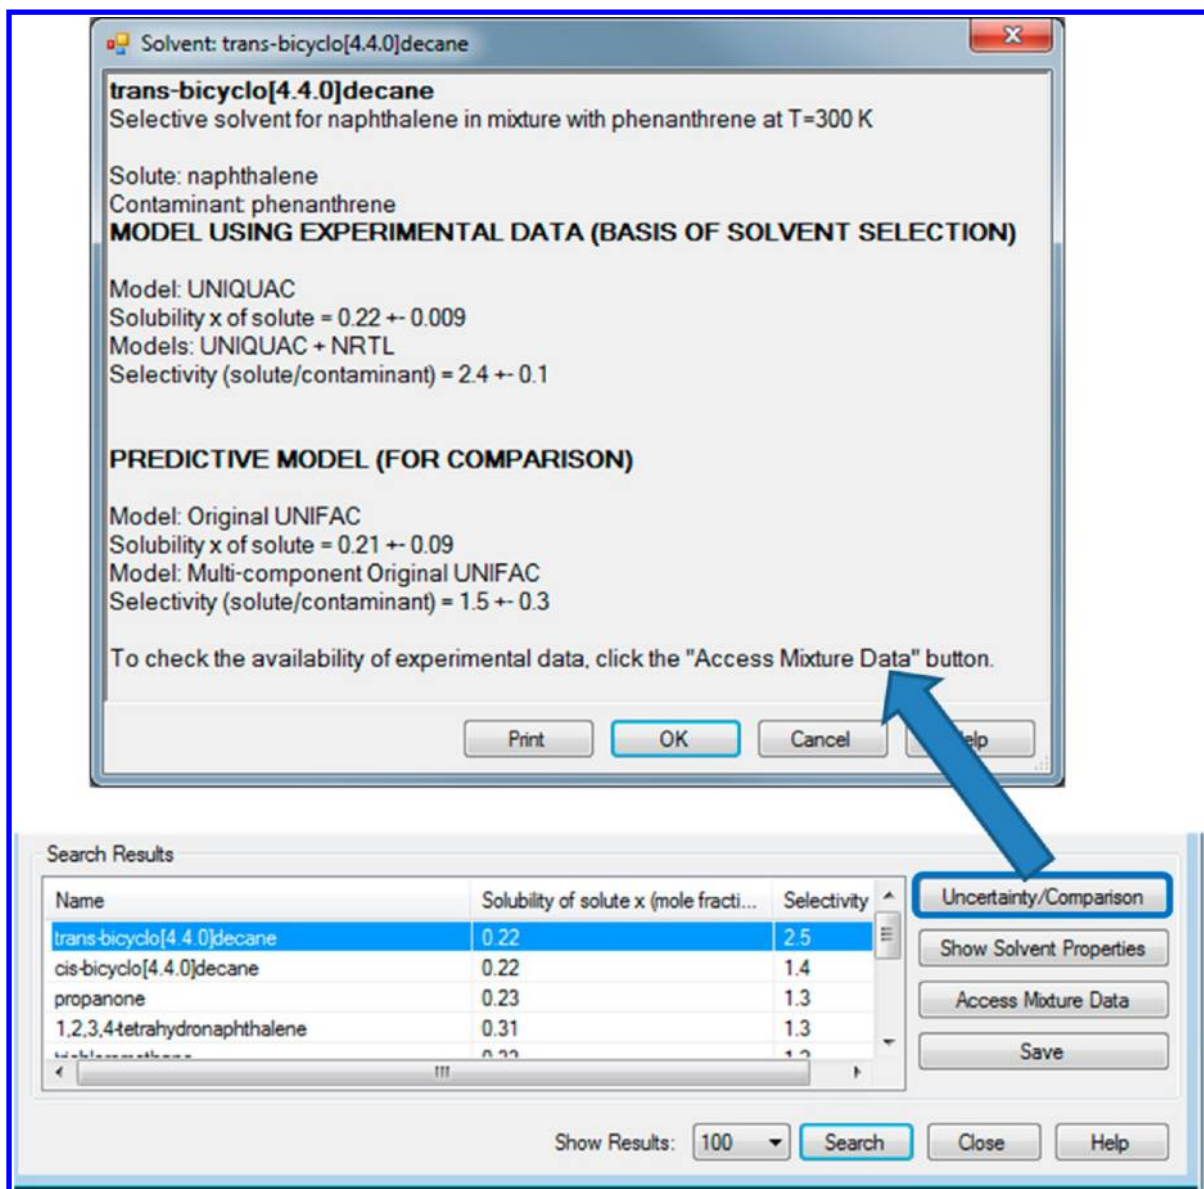 Solvent: trans-bicyclo[4.4.0]decane
trans-bicyclo[4.4.0]decane
Selective solvent for naphthalene in mixture with phenanthrene at T=300 K
Solute: naphthalene
Contaminant: phenanthrene
MODEL USING EXPERIMENTAL DATA (BASIS OF SOLVENT SELECTION)
Model: UNIQUAC
Solubility x of solute = 0.22 +- 0.009
Models: UNIQUAC + NRTL
Selectivity (solute/contaminant) = 2.4 +- 0.1
PREDICTIVE MODEL (FOR COMPARISON)
Model: Original UNIFAC
Solubility x of solute = 0.21 +- 0.09
Model: Multi-component Original UNIFAC
Selectivity (solute/contaminant) = 1.5 +- 0.3
To check the availability of experimental data, click the "Access Mixture Data" button.
Print OK Cancel
Search Results
Name Solubility of solute x (mole fracti... Selectivity
trans-bicyclo[4.4.0]decane 0.22 2.5
cis-bicyclo[4.4.0]decane 0.22 1.4
propanone 0.23 1.3
1,2,3,4-tetrahydronaphthalene 0.31 1.3
Uncertainty/Comparison
Show Solvent Properties
Access Mixture Data
Save
Show Results: 100 Search Close Help